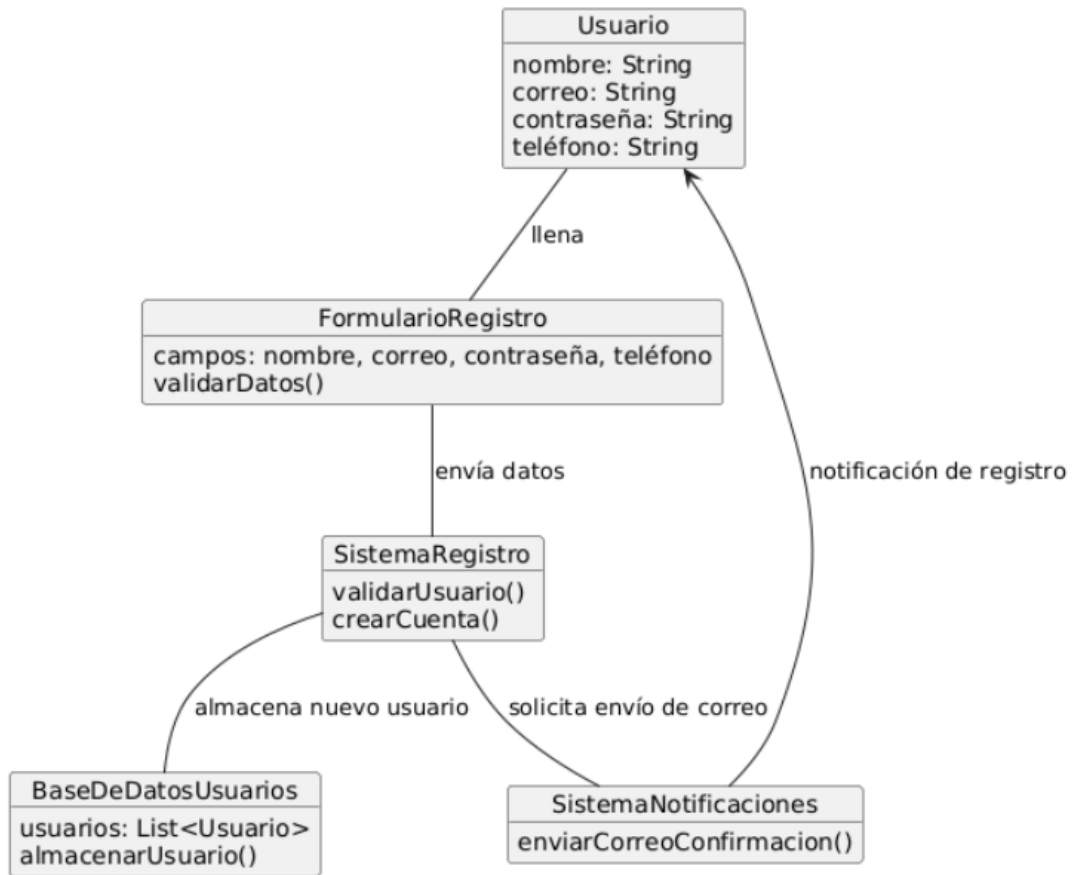 Usuario
nombre: String
correo: String
contraseña: String
teléfono: String
llena
FormularioRegistro
campos: nombre, correo, contraseña, teléfono
validarDatos()
envía datos
notificación de registro
SistemaRegistro
validarUsuario()
crearCuenta()
almacena nuevo usuario
solicita envío de correo
BaseDeDatosUsuarios
usuarios: List<Usuario>
almacenarUsuario()
SistemaNotificaciones
enviarCorreoConfirmacion()